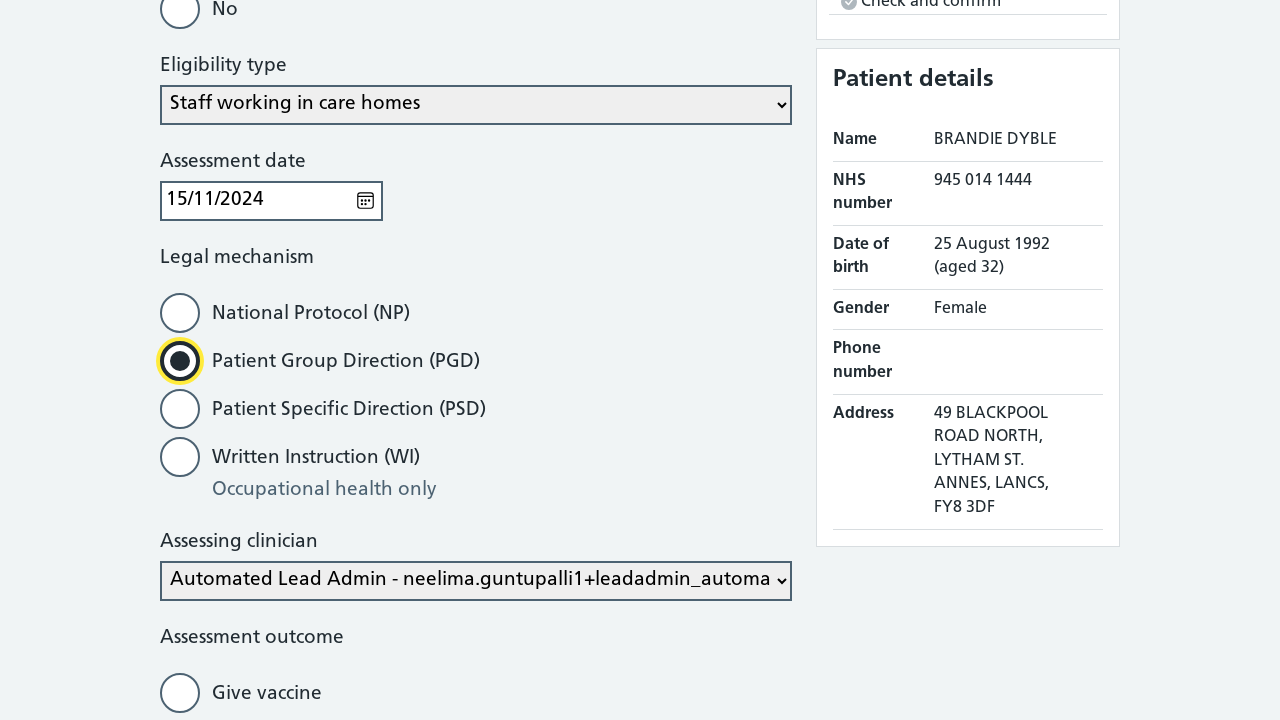 No
Eligibility type
Staff working in care homes
Assessment date
15/11/2024
Legal mechanism
National Protocol (NP)
Patient Group Direction (PGD)
Patient Specific Direction (PSD)
Written Instruction (WI)
Occupational health only
Assessing clinician
Automated Lead Admin - neelima.guntupalli1+leadadmin_automa
Assessment outcome
Give vaccine
Check and confirm
Patient details
Name BRANDIE DYBLE
NHS number 945 014 1444
Date of birth 25 August 1992 (aged 32)
Gender Female
Phone number
Address 49 BLACKPOOL
ROAD NORTH,
LYTHAM ST.
ANNES, LANCS,
FY8 3DF